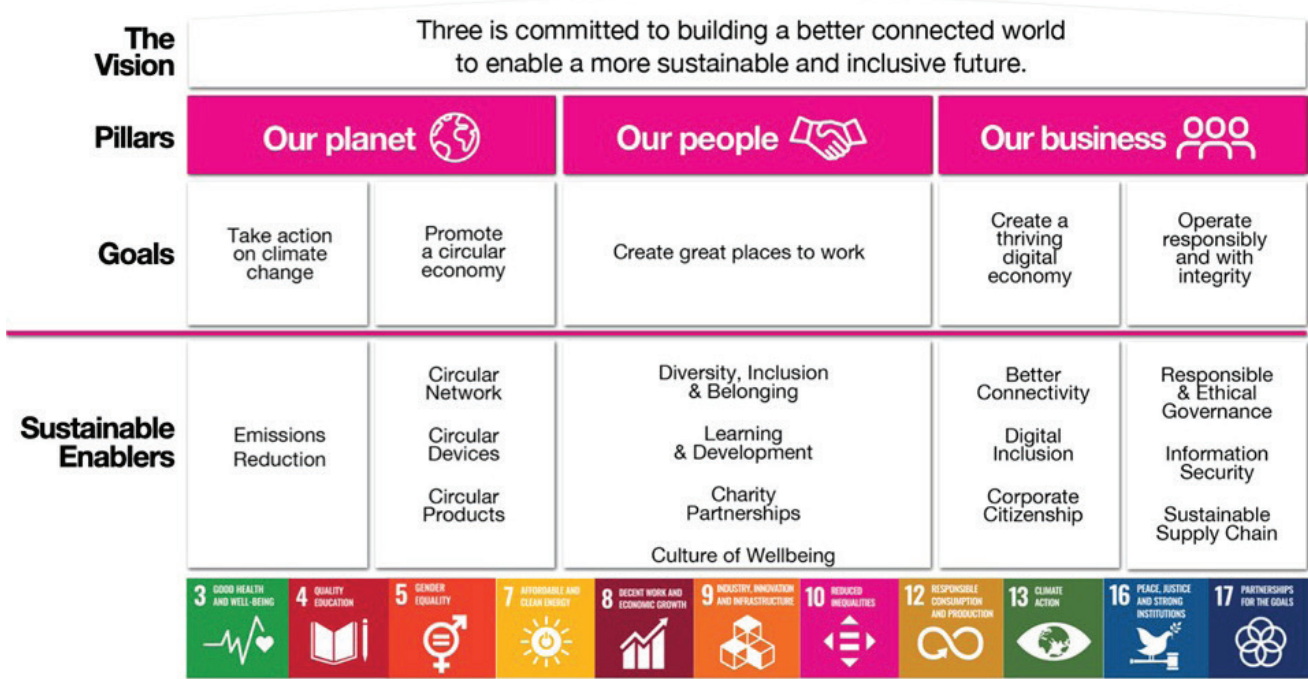 The
Vision
Three is committed to building a better connected world
to enable a more sustainable and inclusive future.
Pillars
Our planet
Our people
Our business
Goals
Take action
on climate
change
Promote
a circular
economy
Create great places to work
Create a
thriving
digital
economy
Operate
responsibly
and with
integrity
Sustainable
Enablers
Emissions
Reduction
Circular
Network
Circular
Devices
Circular
Products
Diversity, Inclusion
& Belonging
Learning
& Development
Charity
Partnerships
Culture of Wellbeing
Better
Connectivity
Digital
Inclusion
Corporate
Citizenship
Responsible
& Ethical
Governance
Information
Security
Sustainable
Supply Chain
3 GOOD HEALTH
AND WELL-BEING
4 QUALITY
EDUCATION
5 GENDER
EQUALITY
7 AFFORDABLE AND
CLEAN ENERGY
8 DECENT WORK AND
ECONOMIC GROWTH
9 INDUSTRY, INNOVATION
AND INFRASTRUCTURE
10 REDUCED
INEQUALITIES
12 RESPONSIBLE
CONSUMPTION
AND PRODUCTION
13 CLIMATE
ACTION
16 PEACE, JUSTICE
AND STRONG
INSTITUTIONS
17 PARTNERSHIPS
FOR THE GOALS